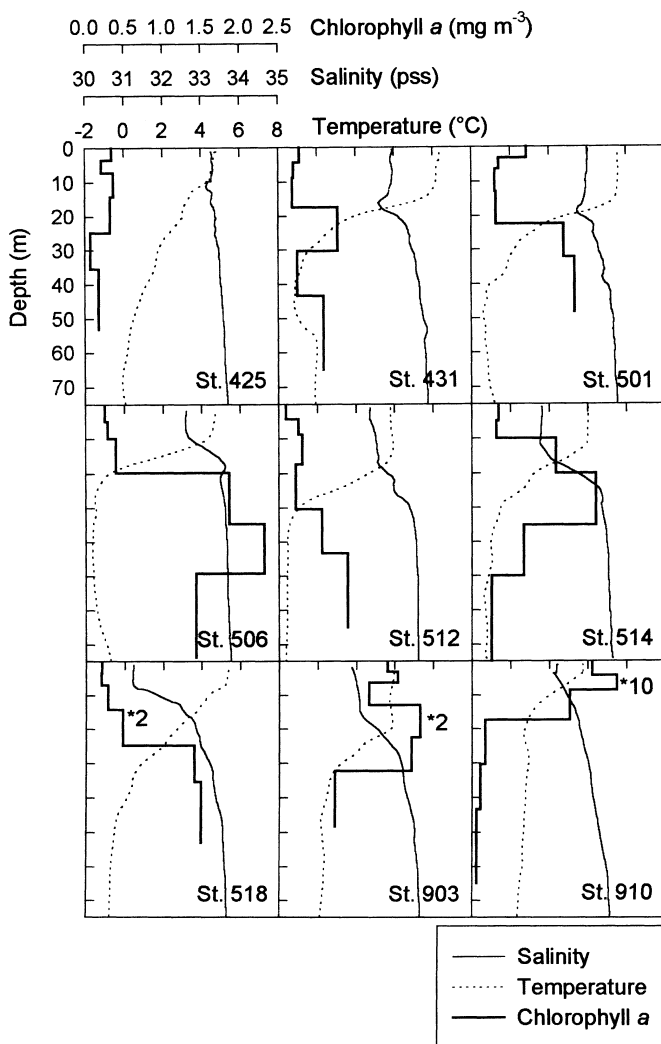 0.0 0.5 1.0 1.5 2.0 2.5 Chlorophyll a (mg m-3)
30 31 32 33 34 35 Salinity (pss)
-2 0 2 4 6 8 Temperature (°C)
Depth (m)
0
10
20
30
40
50
60
70
St. 425 St. 431 St. 501
St. 506 St. 512 St. 514
*2 *2 *10
St. 518 St. 903 St. 910
Salinity
Temperature
Chlorophyll a